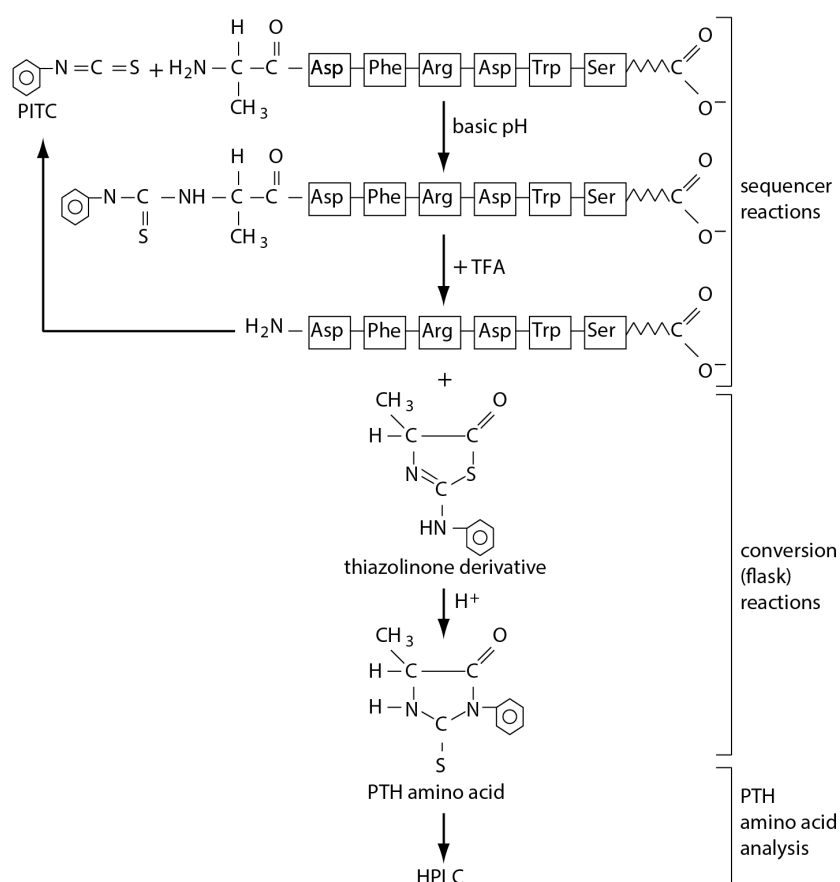 H O
N = C = S + H2N – C – C – Asp Phe Arg Asp Trp Ser C O
CH3 O–
PITC
basic pH
H O O
N – C – NH – C – C – Asp Phe Arg Asp Trp Ser C
S CH3 O–
sequencer
reactions
+ TFA
O
H2N – Asp Phe Arg Asp Trp Ser C
O–
+
CH3 O
H – C C
N S
C
HN
thiazolinone derivative
H+
conversion
(flask)
reactions
CH3 O
H – C C
H – N N
C
S
PTH amino acid
PTH
amino acid
analysis
HPLC